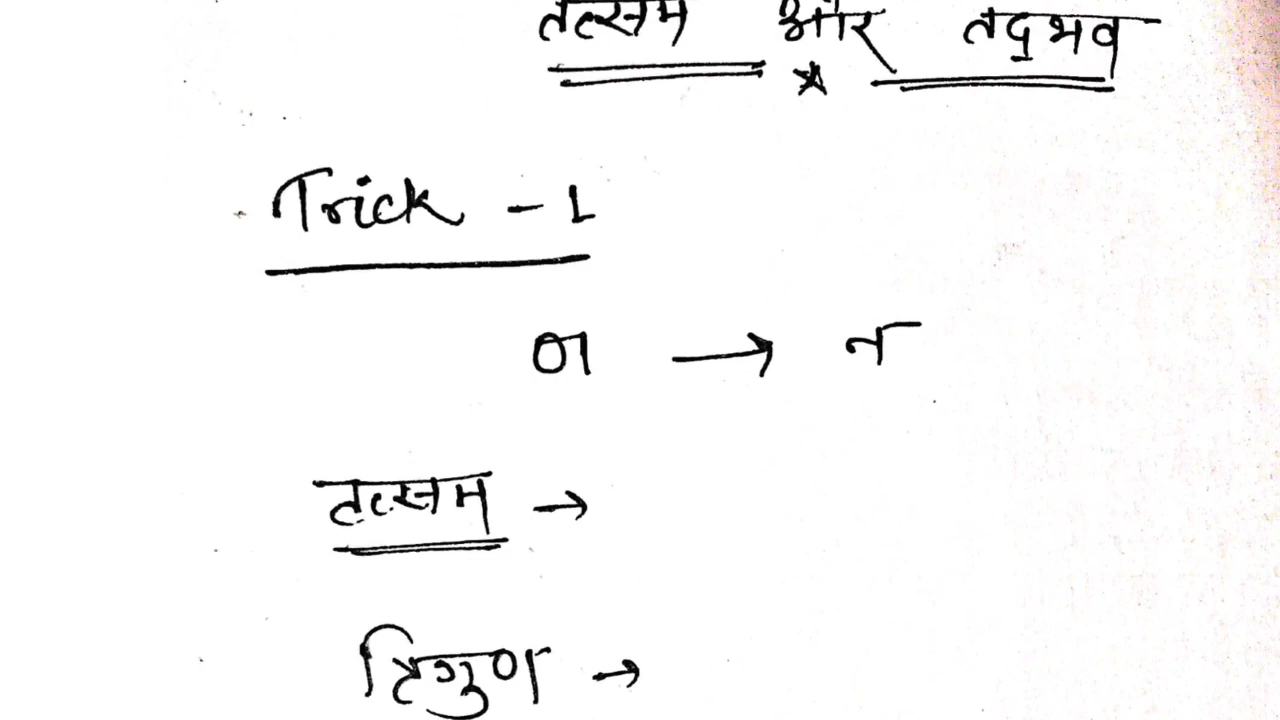 तत्सम और तद्भव
Trick - 1
ण → न
तत्सम →
त्रिगुण →